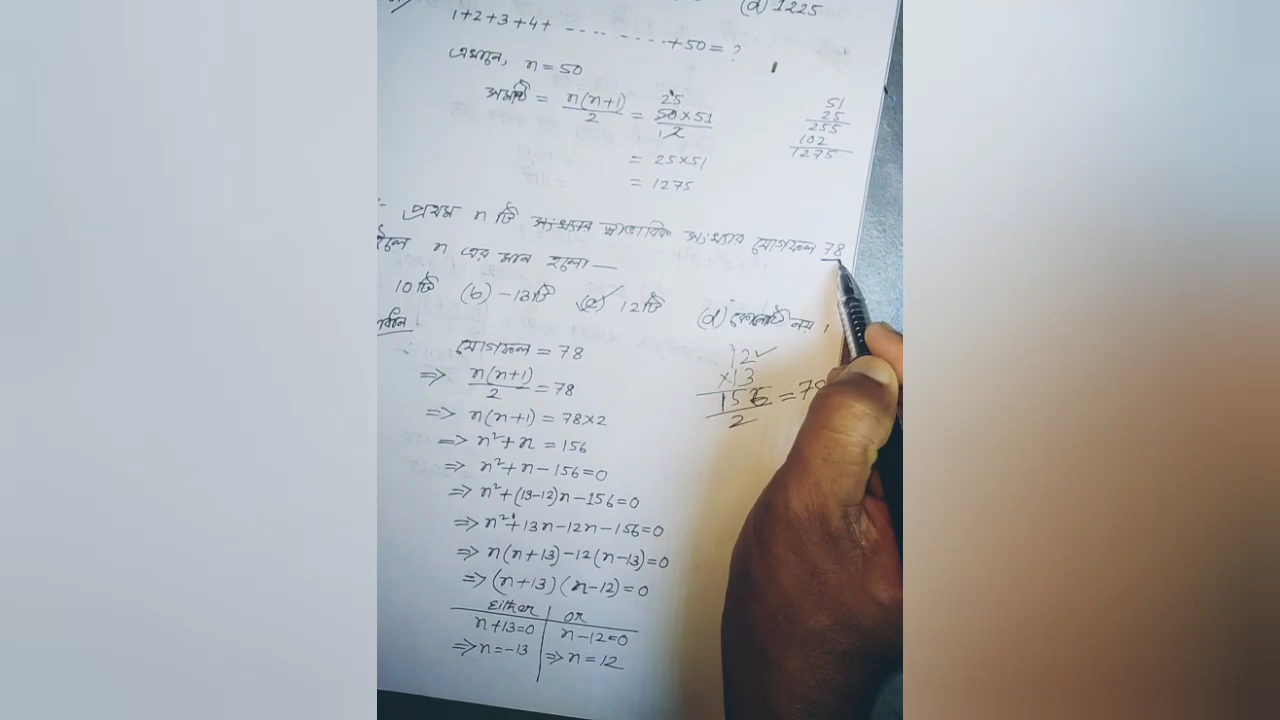 (d) 1225
1+2+3+4+ ---- ----- +50 = ?
এখানে, n = 50
সমষ্টি = n(n+1)/2 = 50×51/2
25
1
= 25×51
= 1275
51
25
255
102
1275
:- প্রথম n টি সংখ্যার স্বাভাবিক সংখ্যার যোগফল 78
হলে n এর মান হলো —
10টি (b) -13টি (c) 12টি (d) কোনোটি নয়।
যোগফল = 78
⇒ n(n+1)/2 = 78
⇒ n(n+1) = 78×2
⇒ n²+n = 156
⇒ n²+n-156=0
⇒ n²+(13-12)n-156=0
⇒ n²+13n-12n-156=0
⇒ n(n+13)-12(n-13)=0
⇒ (n+13)(n-12)=0
Either | or
n+13=0 | n-12=0
⇒ n=-13 | ⇒ n=12
12✓
×13
156/2 = 78